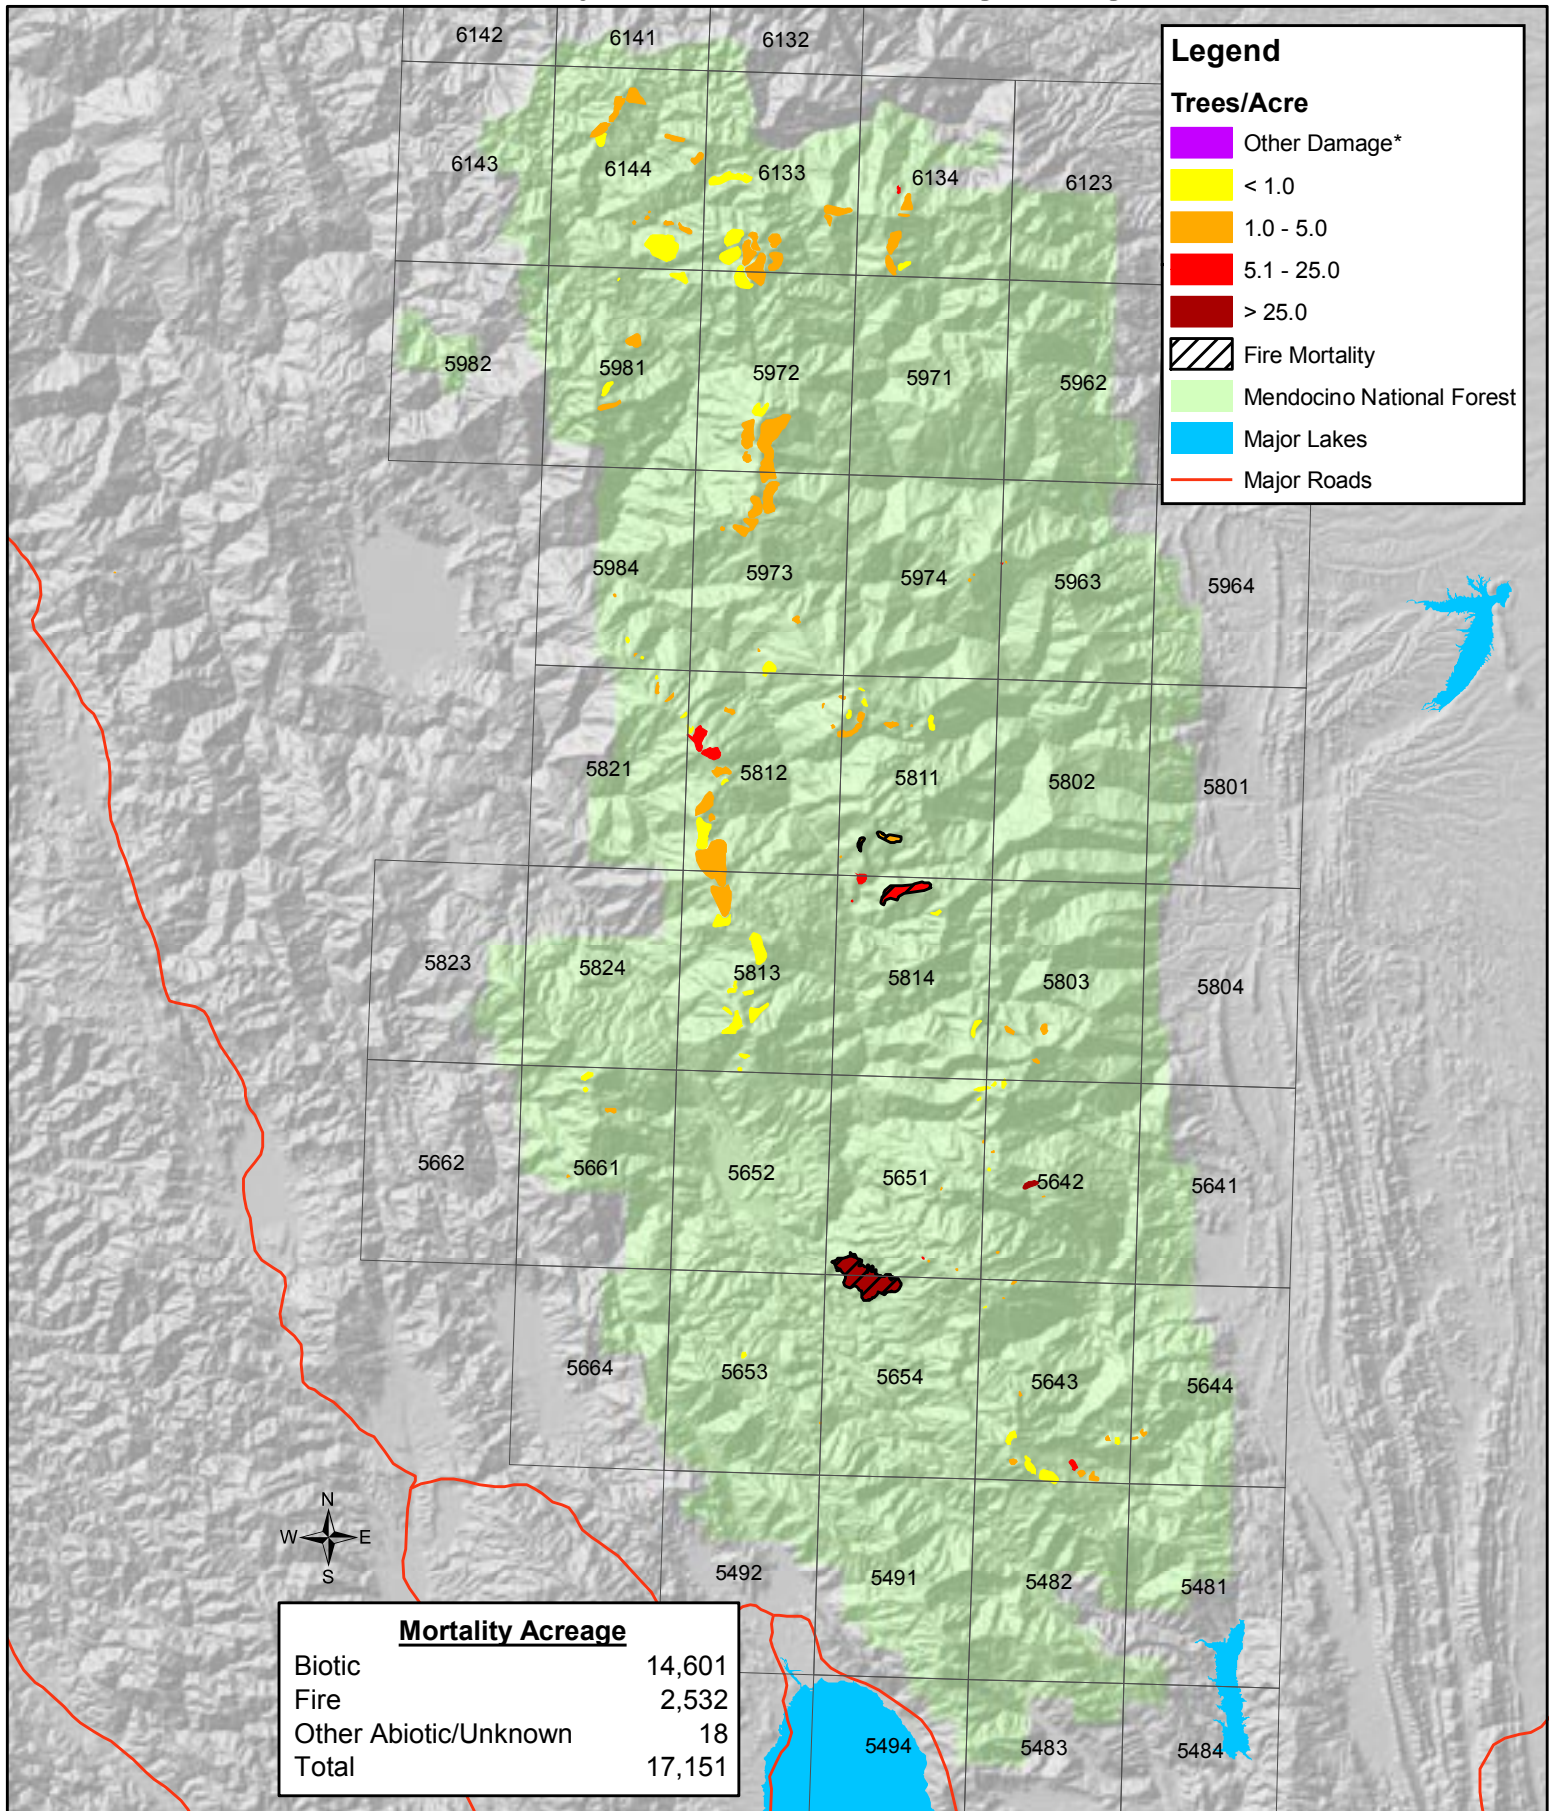 6142
6141
6132
Legend
Trees/Acre
Other Damage*
< 1.0
1.0 - 5.0
5.1 - 25.0
> 25.0
Fire Mortality
Mendocino National Forest
Major Lakes
Major Roads
6143
6144
6133
6134
6123
5982
5981
5972
5971
5962
5984
5973
5974
5963
5964
5821
5812
5811
5802
5801
5823
5824
5813
5814
5803
5804
5662
5661
5652
5651
5642
5641
5664
5653
5654
5643
5644
N
W
E
S
5492
5491
5482
5481
Mortality Acreage
Biotic 14,601
Fire 2,532
Other Abiotic/Unknown 18
Total 17,151
5494
5483
5484